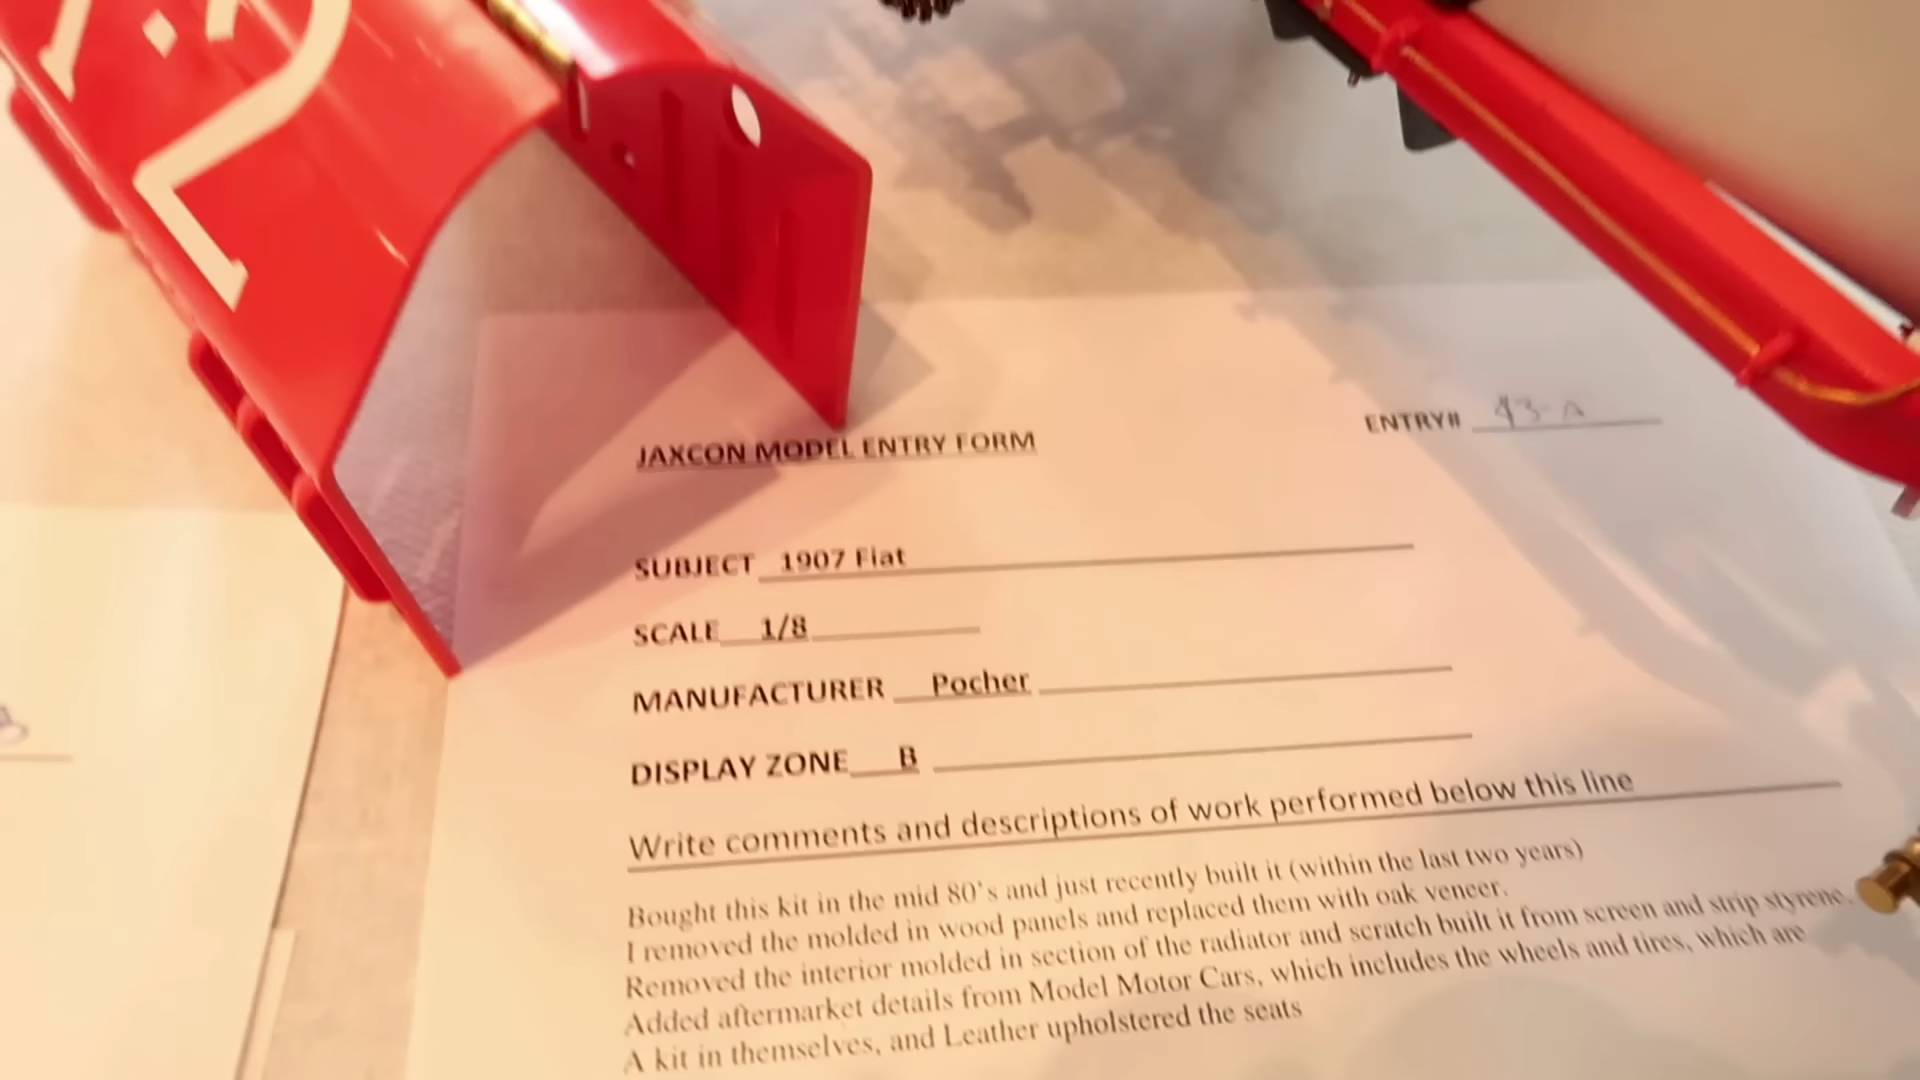 JAXCON MODEL ENTRY FORM
ENTRY# 43-A
SUBJECT 1907 Fiat
SCALE 1/8
MANUFACTURER Pocher
DISPLAY ZONE B
Write comments and descriptions of work performed below this line
Bought this kit in the mid 80's and just recently built it (within the last two years)
I removed the molded in wood panels and replaced them with oak veneer.
Removed the interior molded in section of the radiator and scratch built it from screen and strip styrene.
Added aftermarket details from Model Motor Cars, which includes the wheels and tires, which are
A kit in themselves, and Leather upholstered the seats